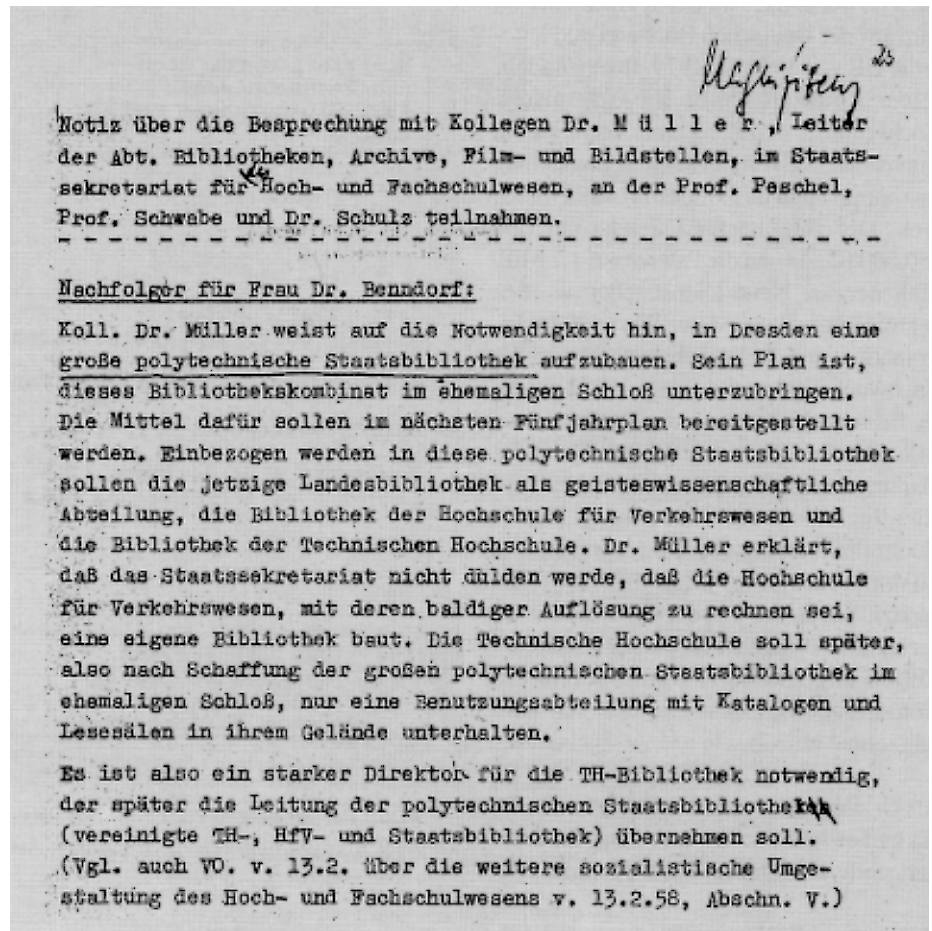 Magnifizenz 23
Notiz über die Besprechung mit Kollegen Dr. M ü l l e r , Leiter
der Abt. Bibliotheken, Archive, Film- und Bildstellen, im Staats-
sekretariat für Hoch- und Fachschulwesen, an der Prof. Peschel,
Prof. Schwabe und Dr. Schulz teilnahmen.
Nachfolger für Frau Dr. Benndorf:
Koll. Dr. Müller weist auf die Notwendigkeit hin, in Dresden eine
große polytechnische Staatsbibliothek aufzubauen. Sein Plan ist,
dieses Bibliothekskombinat im ehemaligen Schloß unterzubringen.
Die Mittel dafür sollen im nächsten Fünfjahrplan bereitgestellt
werden. Einbezogen werden in diese polytechnische Staatsbibliothek
sollen die jetzige Landesbibliothek als geisteswissenschaftliche
Abteilung, die Bibliothek der Hochschule für Verkehrswesen und
die Bibliothek der Technischen Hochschule. Dr. Müller erklärt,
daß das Staatssekretariat nicht dulden werde, daß die Hochschule
für Verkehrswesen, mit deren baldiger Auflösung zu rechnen sei,
eine eigene Bibliothek baut. Die Technische Hochschule soll später,
also nach Schaffung der großen polytechnischen Staatsbibliothek im
ehemaligen Schloß, nur eine Benutzungsabteilung mit Katalogen und
Lesesälen in ihrem Gelände unterhalten.
Es ist also ein starker Direktor für die TH-Bibliothek notwendig,
der später die Leitung der polytechnischen Staatsbibliothek
(vereinigte TH-, HfV- und Staatsbibliothek) übernehmen soll.
(Vgl. auch VO. v. 13.2. über die weitere sozialistische Umge-
staltung des Hoch- und Fachschulwesens v. 13.2.58, Abschn. V.)